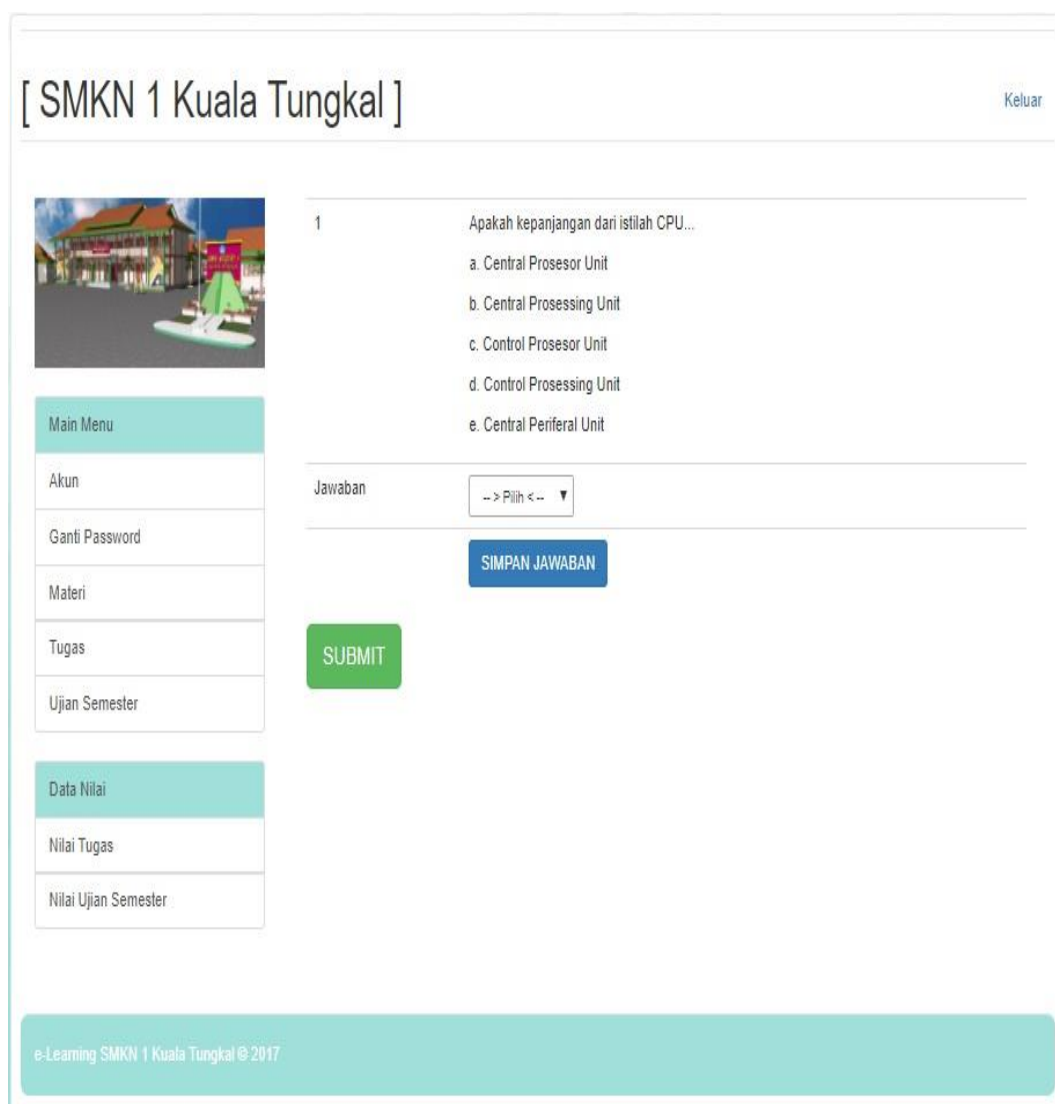 [ SMKN 1 Kuala Tungkal ]
Keluar
1
Apakah kepanjangan dari istilah CPU...
a. Central Prosesor Unit
b. Central Prosessing Unit
c. Control Prosesor Unit
d. Control Prosessing Unit
e. Central Periferal Unit
Jawaban
-- > Pilih < --
SIMPAN JAWABAN
SUBMIT
Main Menu
Akun
Ganti Password
Materi
Tugas
Ujian Semester
Data Nilai
Nilai Tugas
Nilai Ujian Semester
e-Learning SMKN 1 Kuala Tungkal © 2017